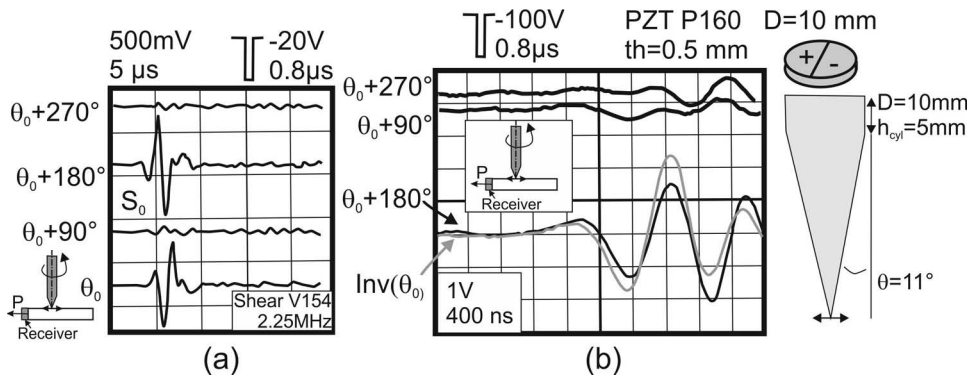 500mV
5 µs
-20V
0.8µs
θ₀+270°
θ₀+180°
S₀
θ₀+90°
θ₀
P
Receiver
Shear V154
2.25MHz
(a)
-100V
0.8µs
PZT P160
th=0.5 mm
θ₀+270°
θ₀+90°
P
Receiver
θ₀+180°
Inv(θ₀)
1V
400 ns
(b)
D=10 mm
+
-
D=10mm
h_cyl=5mm
θ=11°